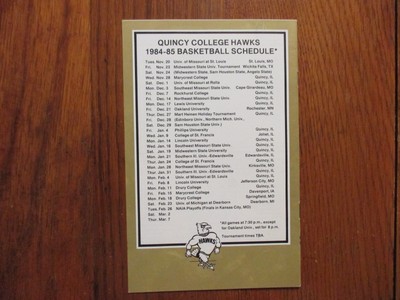 QUINCY COLLEGE HAWKS
1984-85 BASKETBALL SCHEDULE*
Tues. Nov. 20 Univ. of Missouri at St. Louis St. Louis, MO
Fri. Nov. 23 Midwestern State Univ. Tournament Wichita Falls, TX
Sat. Nov. 24 (Midwestern State, Sam Houston State, Angelo State)
Wed. Nov. 28 Marycrest College Quincy, IL
Sat. Dec. 1 Univ. of Missouri at Rolla Quincy, IL
Mon. Dec. 3 Southeast Missouri State Univ. Cape Girardeau, MO
Fri. Dec. 7 Rockhurst College Quincy, IL
Fri. Dec. 14 Northeast Missouri State Univ. Quincy, IL
Mon. Dec. 17 Lewis University Quincy, IL
Fri. Dec. 21 Oakland University Rochester, MN
Thur. Dec. 27 Mart Heinen Holiday Tournament Quincy, IL
Fri. Dec. 28 (Edinboro Univ., Northern Mich. Univ.,
Sam Houston State Univ.)
Fri. Jan. 4 Phillips University Quincy, IL
Wed. Jan. 9 College of St. Francis Joliet, IL
Mon. Jan. 14 Lincoln University Quincy, IL
Wed. Jan. 16 Southeast Missouri State Univ. Quincy, IL
Sat. Jan. 19 Midwestern State University Quincy, IL
Mon. Jan. 21 Southern Ill. Univ.-Edwardsville Edwardsville, IL
Thur. Jan. 24 College of St. Francis Quincy, IL
Mon. Jan. 28 Northeast Missouri State Univ. Kirksville, MO
Thur. Jan. 31 Southern Ill. Univ.-Edwardsville Quincy, IL
Mon. Feb. 4 Univ. of Missouri at St. Louis Quincy, IL
Wed. Feb. 6 Lincoln University Jefferson City, MO
Mon. Feb. 11 Drury College Quincy, IL
Fri. Feb. 15 Marycrest College Davenport, IA
Mon. Feb. 18 Drury College Springfield, MO
Sat. Feb. 23 Univ. of Michigan at Dearborn Dearborn, MI
Tues. Feb. 26 NAIA Playoffs (Finals in Kansas City, MO)
Sat. Mar. 2
Thur. Mar. 7
*All games at 7:30 p.m., except
for Oakland Univ., set for 8 p.m.
Tournament times TBA.
HAWKS